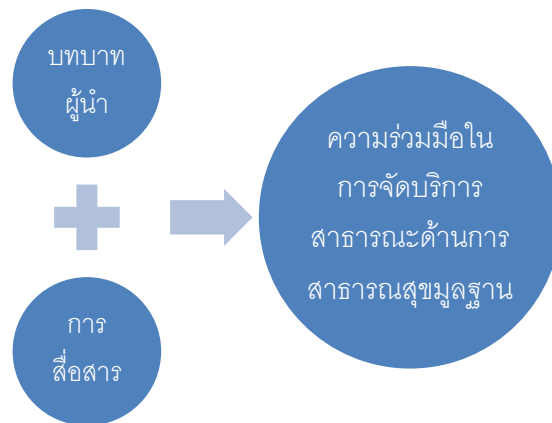 บทบาท
ผู้นำ
การ
สื่อสาร
ความร่วมมือใน
การจัดบริการ
สาธารณะด้านการ
สาธารณสุขมูลฐาน